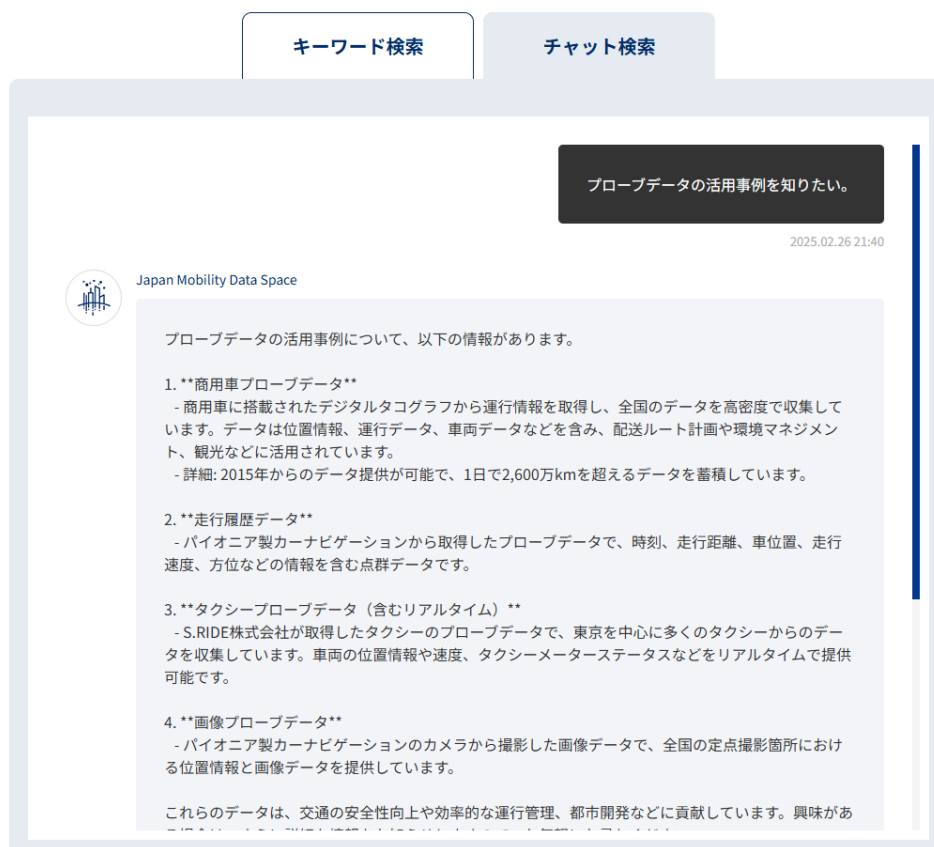 キーワード検索
チャット検索
プローブデータの活用事例を知りたい。
2025.02.26 21:40
Japan Mobility Data Space
プローブデータの活用事例について、以下の情報があります。
1. **商用車プローブデータ**
- 商用車に搭載されたデジタルタコグラフから運行情報を取得し、全国のデータを高密度で収集して
います。データは位置情報、運行データ、車両データなどを含み、配送ルート計画や環境マネジメン
ト、観光などに活用されています。
- 詳細: 2015年からのデータ提供が可能で、1日で2,600万kmを超えるデータを蓄積しています。
2. **走行履歴データ**
- パイオニア製カーナビゲーションから取得したプローブデータで、時刻、走行距離、車位置、走行
速度、方位などの情報を含む点群データです。
3. **タクシープローブデータ（含むリアルタイム）**
- S.RIDE株式会社が取得したタクシーのプローブデータで、東京を中心に多くのタクシーからのデー
タを収集しています。車両の位置情報や速度、タクシーメーターステータスなどをリアルタイムで提供
可能です。
4. **画像プローブデータ**
- パイオニア製カーナビゲーションのカメラから撮影した画像データで、全国の定点撮影箇所におけ
る位置情報と画像データを提供しています。
これらのデータは、交通の安全性向上や効率的な運行管理、都市開発などに貢献しています。興味があ